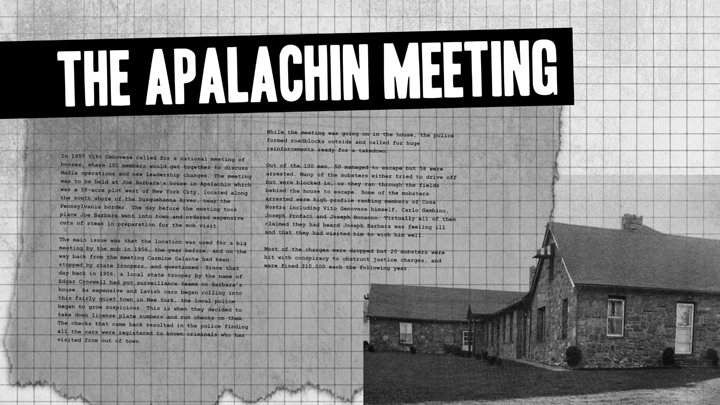 THE APALACHIN MEETING
In 1957 Vito Genovese called for a national meeting of
bosses, where 100 members would get together to discuss
Mafia operations and new leadership changes. The meeting
was to be held at Joe Barbara's house in Apalachin which
was a 58-acre plot west of New York City, located along
the south shore of the Susquehanna River, near the
Pennsylvania border. The day before the meeting took
place Joe Barbara went into town and ordered expensive
cuts of steak in preparation for the mob visit.
The main issue was that the location was used for a big
meeting by the mob in 1956, the year before, and on the
way back from the meeting Carmine Galante had been
stopped by state troopers, and questioned. Since that
day back in 1956, a local state trooper by the name of
Edgar Croswell had put surveillance teams on Barbara's
house. As expensive and lavish cars began rolling into
this fairly quiet town in New York, the local police
began to grow suspicious. This is when they decided to
take down license plate numbers and run checks on them.
The checks that came back resulted in the police finding
all the cars were registered to known criminals who has
visited from out of town
While the meeting was going on in the house, the police
formed roadblocks outside and called for huge
reinforcements ready for a takedown.
Out of the 100 men, 50 managed to escape but 58 were
arrested. Many of the mobsters either tried to drive off
but were blocked in, or they ran through the fields
behind the house to escape. Some of the mobsters
arrested were high profile ranking members of Cosa
Nostra including Vito Genovese himself, Carlo Gambino,
Joseph Profaci and Joseph Bonanno. Virtually all of them
claimed they had heard Joseph Barbara was feeling ill
and that they had visited him to wish him well.
Most of the charges were dropped but 20 mobsters were
hit with conspiracy to obstruct justice charges, and
were fined $10,000 each the following year.